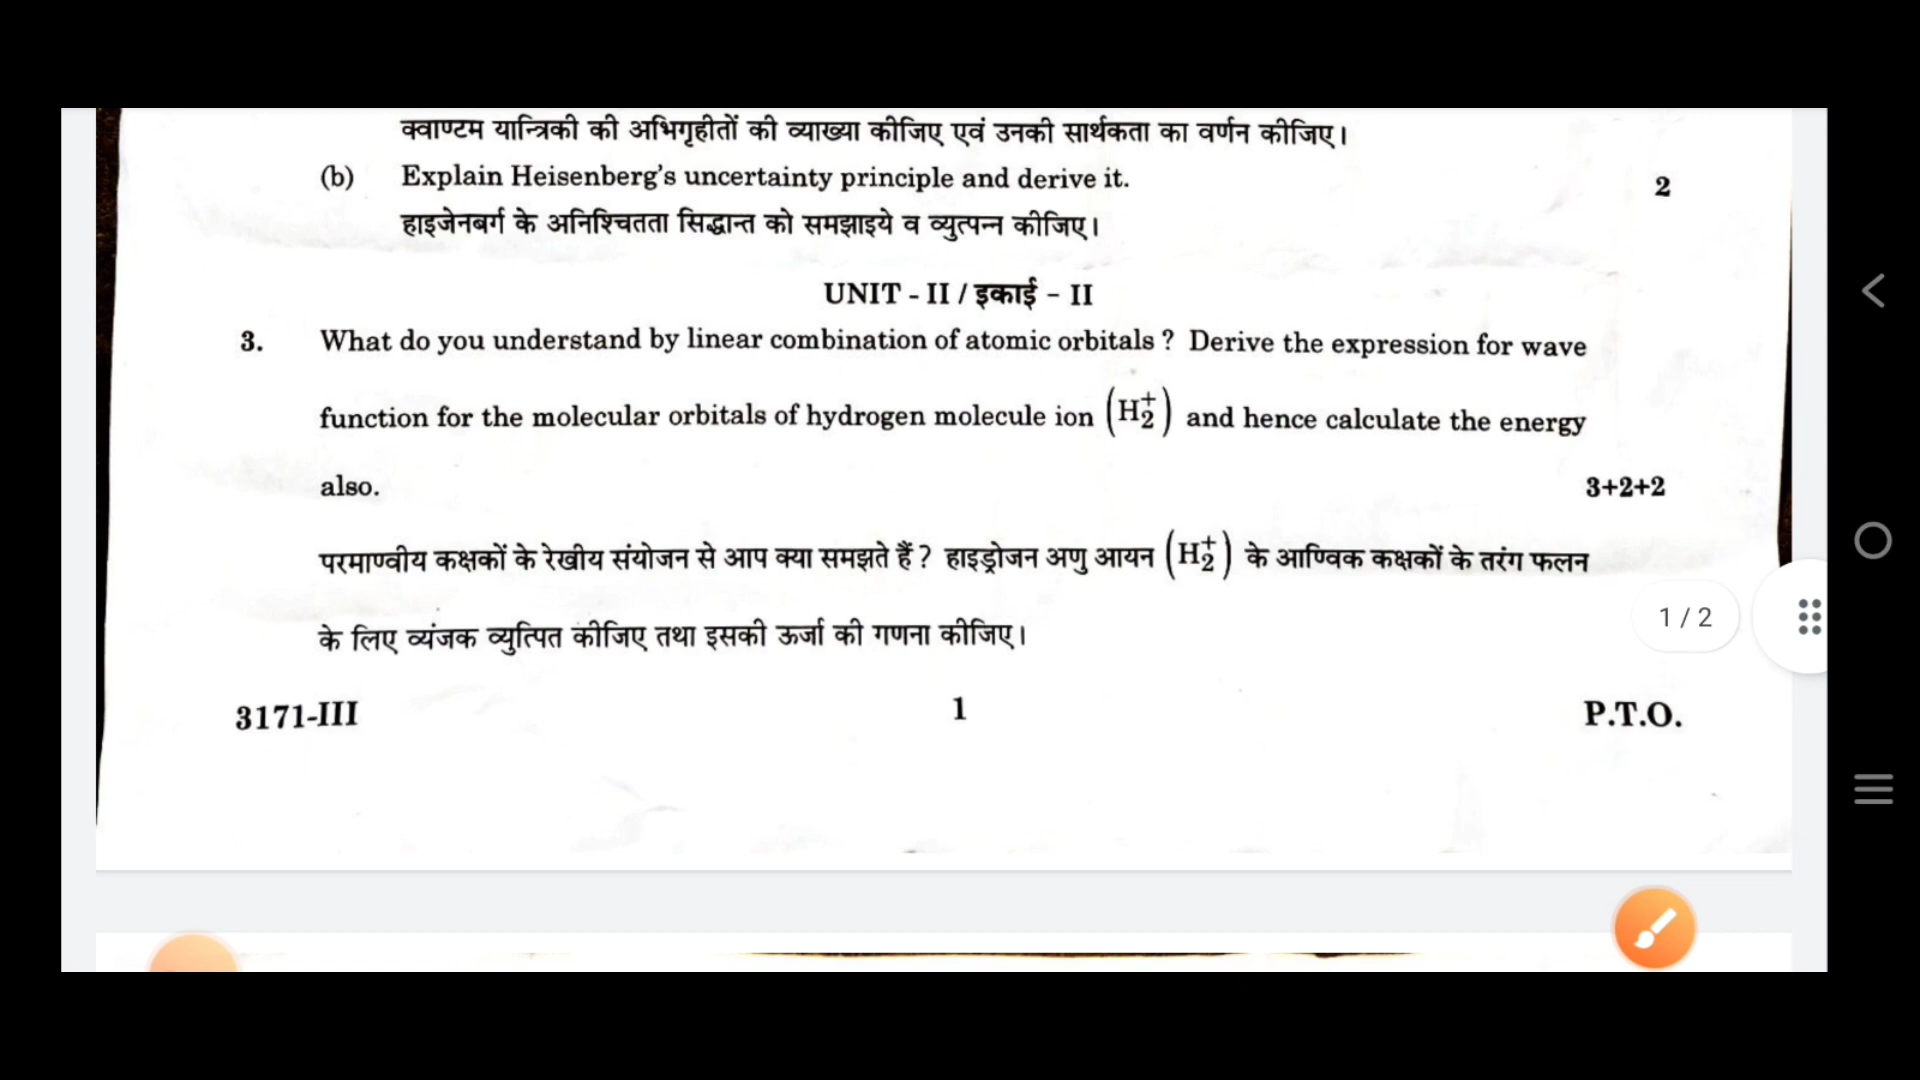 क्वाण्टम यान्त्रिकी की अभिगृहीतों की व्याख्या कीजिए एवं उनकी सार्थकता का वर्णन कीजिए।
(b) Explain Heisenberg's uncertainty principle and derive it. 2
हाइजेनबर्ग के अनिश्चितता सिद्धान्त को समझाइये व व्युत्पन्न कीजिए।
UNIT - II / इकाई - II
3. What do you understand by linear combination of atomic orbitals ? Derive the expression for wave
function for the molecular orbitals of hydrogen molecule ion (H₂⁺) and hence calculate the energy
also. 3+2+2
परमाण्वीय कक्षकों के रेखीय संयोजन से आप क्या समझते हैं ? हाइड्रोजन अणु आयन (H₂⁺) के आण्विक कक्षकों के तरंग फलन
के लिए व्यंजक व्युत्पित कीजिए तथा इसकी ऊर्जा की गणना कीजिए।
1 / 2
3171-III 1 P.T.O.